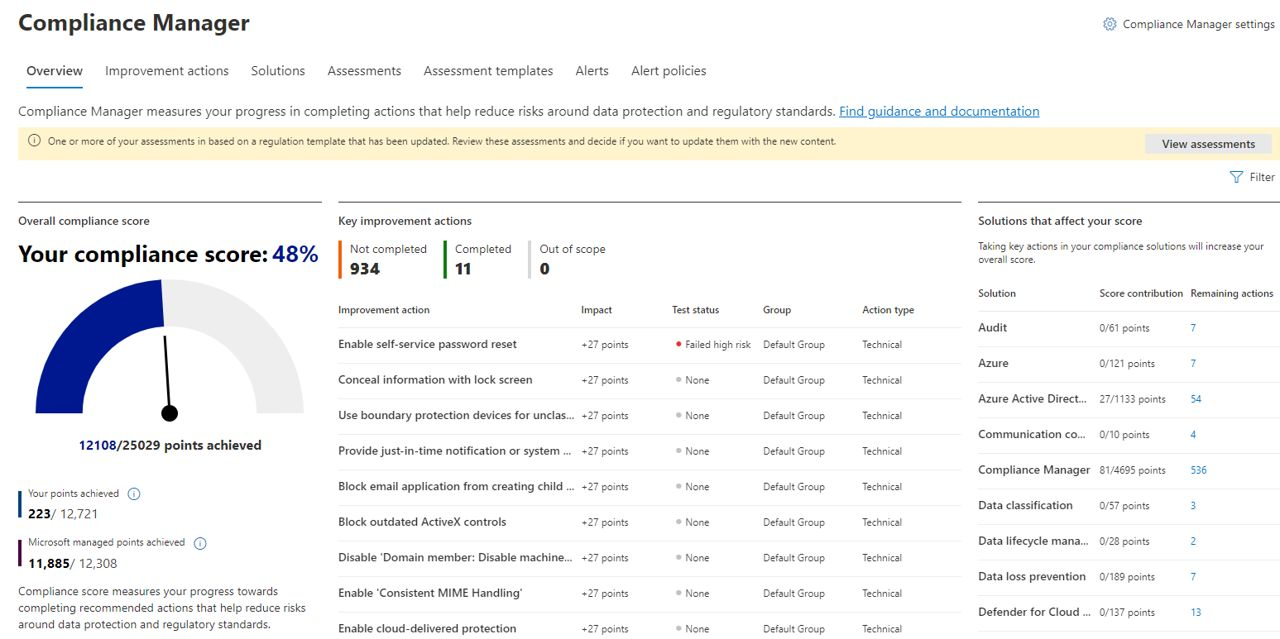 Compliance Manager
Compliance Manager settings
Overview Improvement actions Solutions Assessments Assessment templates Alerts Alert policies
Compliance Manager measures your progress in completing actions that help reduce risks around data protection and regulatory standards. Find guidance and documentation
One or more of your assessments in based on a regulation template that has been updated. Review these assessments and decide if you want to update them with the new content.
View assessments
Filter
Overall compliance score
Your compliance score: 48%
12108/25029 points achieved
Your points achieved
223/ 12,721
Microsoft managed points achieved
11,885/ 12,308
Compliance score measures your progress towards
completing recommended actions that help reduce risks
around data protection and regulatory standards.
Key improvement actions
Not completed Completed Out of scope
934 11 0
Improvement action Impact Test status Group Action type
Enable self-service password reset +27 points Failed high risk Default Group Technical
Conceal information with lock screen +27 points None Default Group Technical
Use boundary protection devices for unclas... +27 points None Default Group Technical
Provide just-in-time notification or system ... +27 points None Default Group Technical
Block email application from creating child ... +27 points None Default Group Technical
Block outdated ActiveX controls +27 points None Default Group Technical
Disable 'Domain member: Disable machine... +27 points None Default Group Technical
Enable 'Consistent MIME Handling' +27 points None Default Group Technical
Enable cloud-delivered protection +27 points None Default Group Technical
Solutions that affect your score
Taking key actions in your compliance solutions will increase your
overall score.
Solution Score contribution Remaining actions
Audit 0/61 points 7
Azure 0/121 points 7
Azure Active Direct... 27/1133 points 54
Communication co... 0/10 points 4
Compliance Manager 81/4695 points 536
Data classification 0/57 points 3
Data lifecycle mana... 0/28 points 2
Data loss prevention 0/189 points 7
Defender for Cloud ... 0/137 points 13